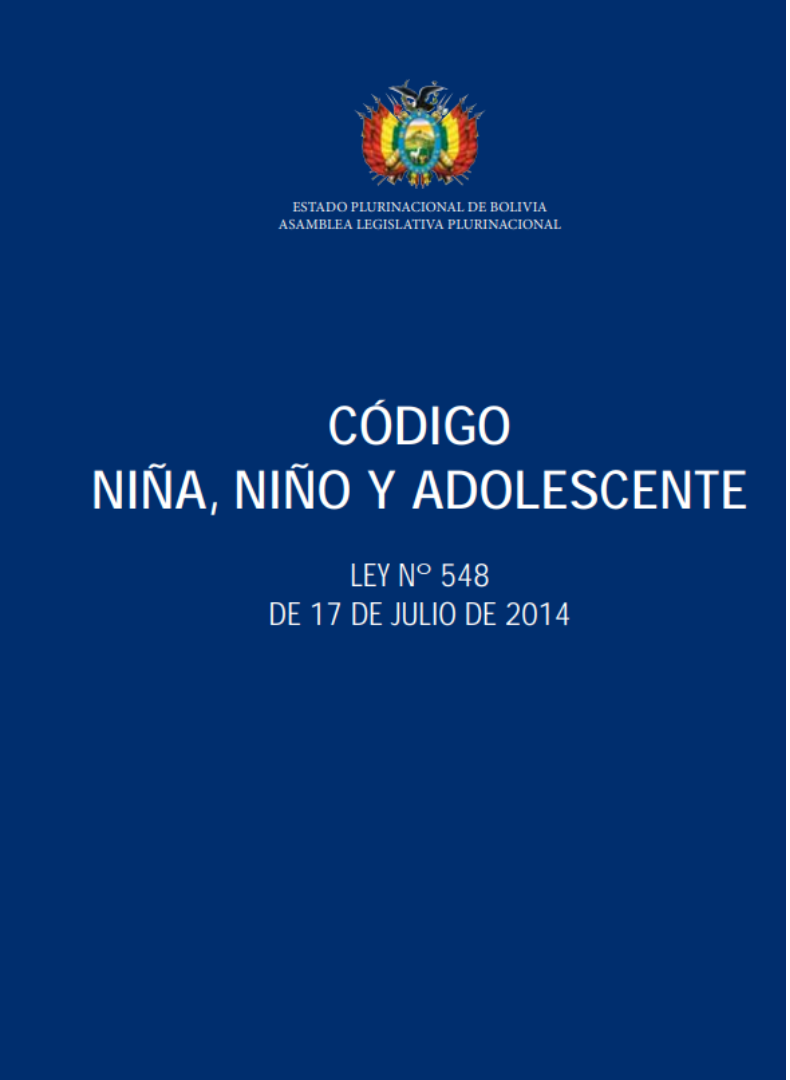 ESTADO PLURINACIONAL DE BOLIVIA
ASAMBLEA LEGISLATIVA PLURINACIONAL
CÓDIGO
NIÑA, NIÑO Y ADOLESCENTE
LEY Nº 548
DE 17 DE JULIO DE 2014